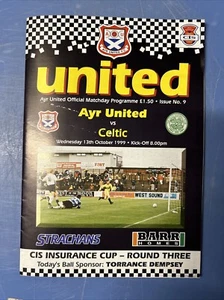 CIS
united
Ayr United Official Matchday Programme £1.50 • Issue No. 9
Ayr United
vs
Celtic
Wednesday 13th October 1999 • Kick-Off 8.00pm
WEST SOUND
STRACHANS
BARR
HOMES
CIS INSURANCE CUP – ROUND THREE
Today's Ball Sponsor: TORRANCE DEMPSEY